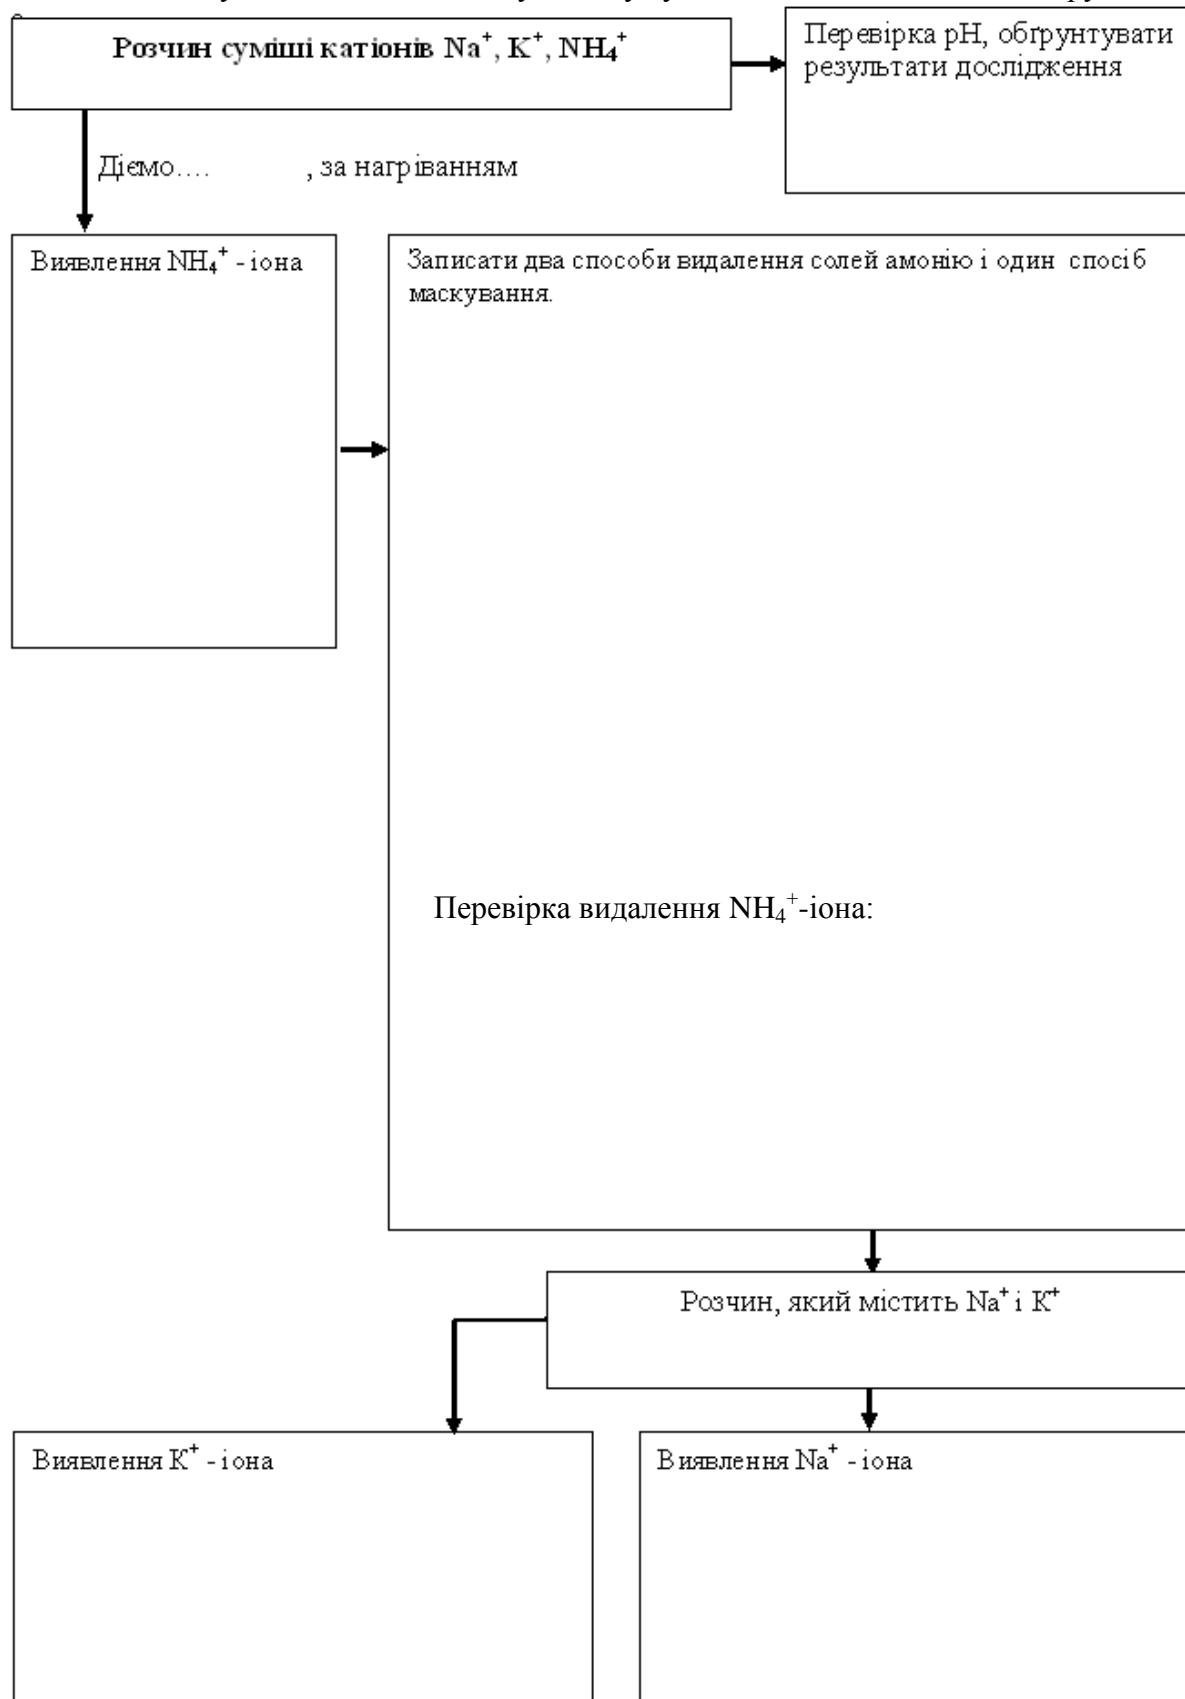 Розчин суміші катіонів Na⁺, K⁺, NH₄⁺
Перевірка рН, обґрунтувати
результати дослідження
Діємо.... , за нагріванням
Виявлення NH₄⁺ - іона
Записати два способи видалення солей амонію і один спосіб
маскування.
Перевірка видалення NH₄⁺-іона:
Розчин, який містить Na⁺ і K⁺
Виявлення K⁺ - іона
Виявлення Na⁺ - іона